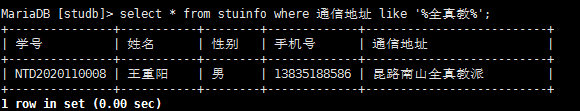 MariaDB [studb]> select * from stuinfo where 通信地址 like '%全真教%';
+---------------+-----------+--------+-------------+-----------------------+
| 学号 | 姓名 | 性别 | 手机号 | 通信地址 |
+---------------+-----------+--------+-------------+-----------------------+
| NTD2020110008 | 王重阳 | 男 | 13835188586 | 昆路南山全真教派 |
+---------------+-----------+--------+-------------+-----------------------+
1 row in set (0.00 sec)